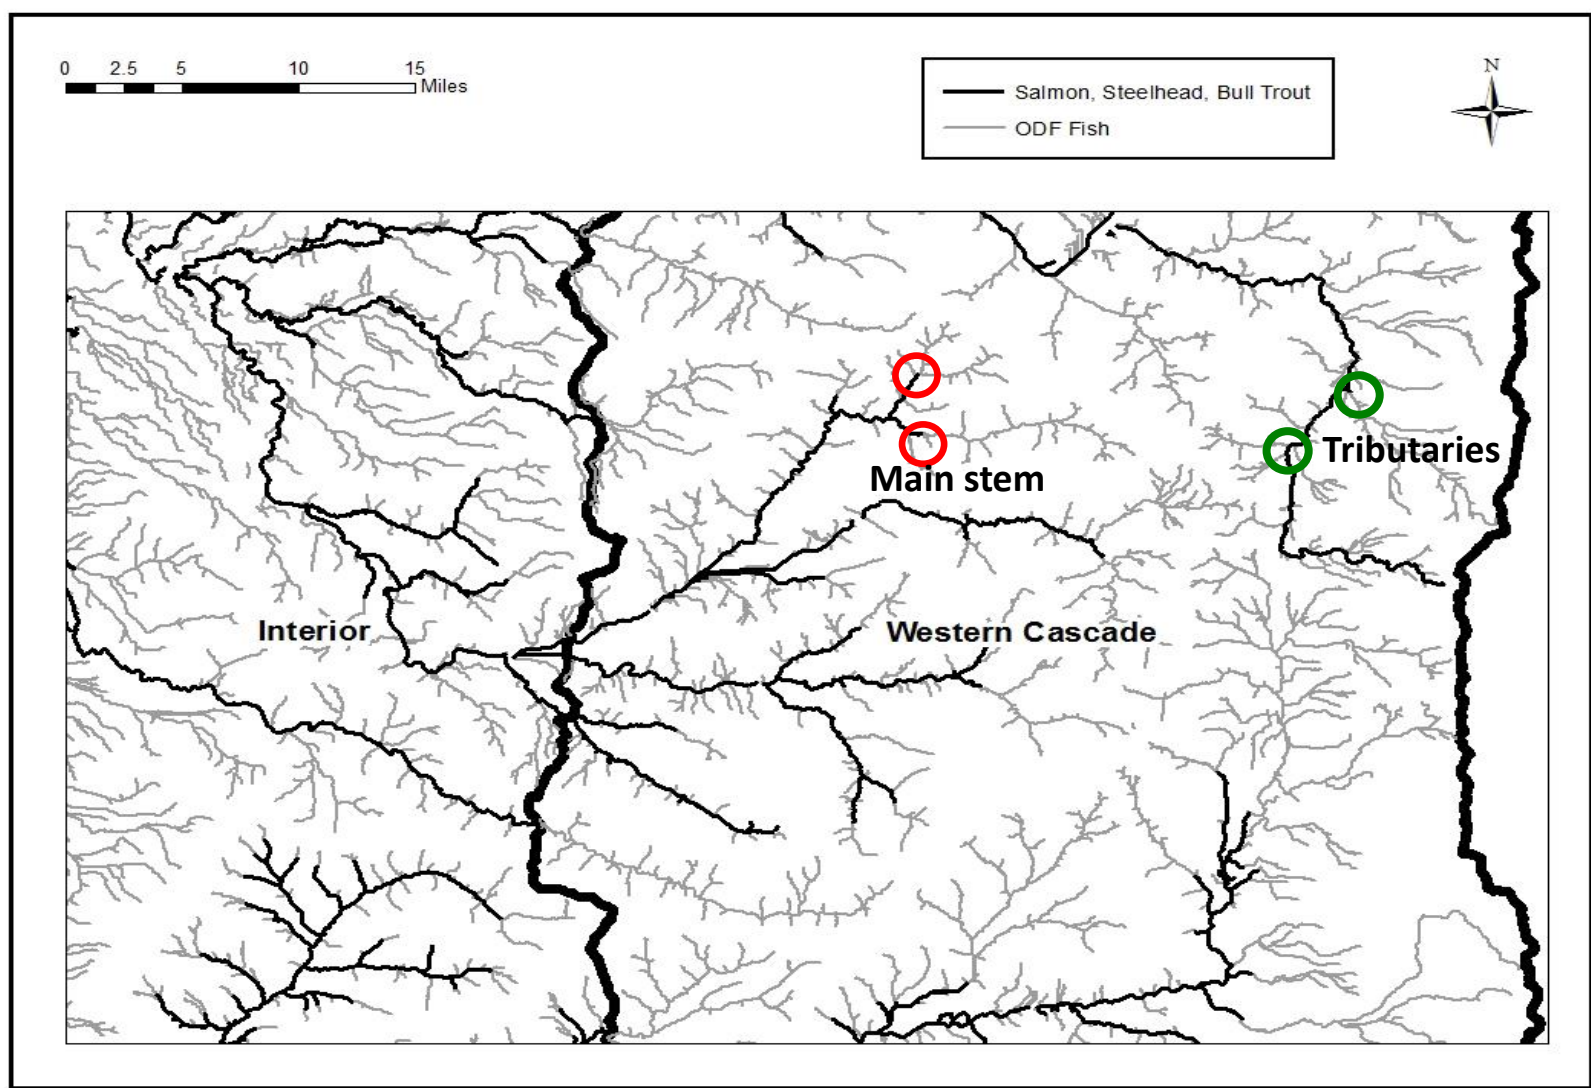 0 2.5 5 10 15
Miles
Salmon, Steelhead, Bull Trout
ODF Fish
N
Tributaries
Main stem
Interior
Western Cascade